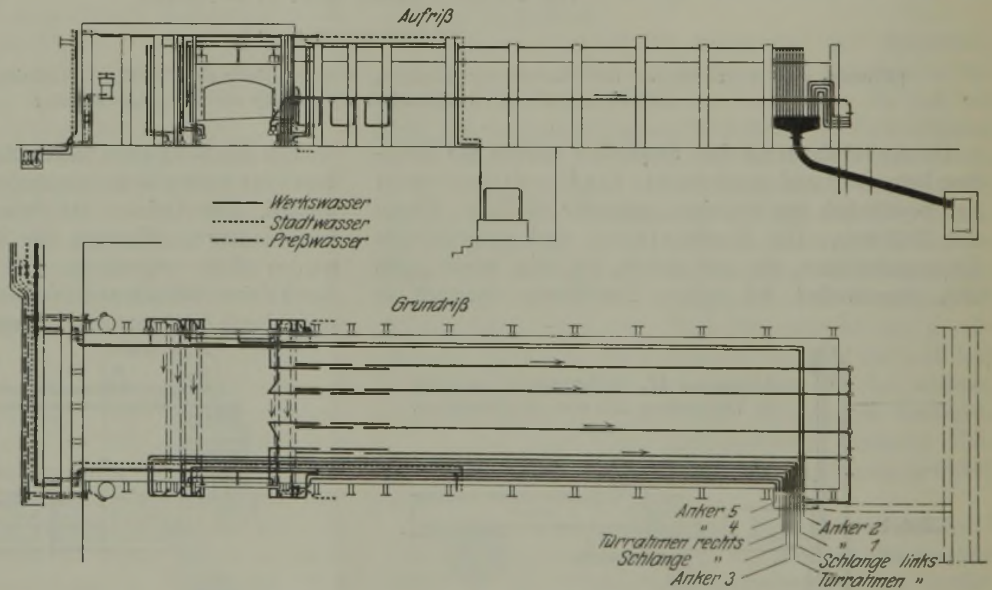 Aufriß
Werkswasser
Stadtwasser
Preßwasser
Grundriß
Anker 5
" 4
Türrahmen rechts
Schlange "
Anker 3
Anker 2
" 1
Schlange links
Türrahmen "